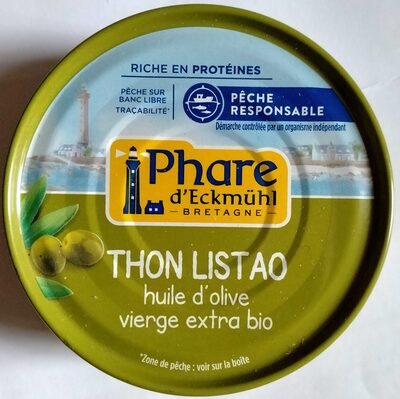 RICHE EN PROTÉINES
PÊCHE SUR
BANC LIBRE
TRAÇABILITÉ*
PÊCHE
RESPONSABLE
Démarche contrôlée par un organisme indépendant
Phare
d'Eckmühl
BRETAGNE
THON LISTAO
huile d'olive
vierge extra bio
*Zone de pêche : voir sur la boîte